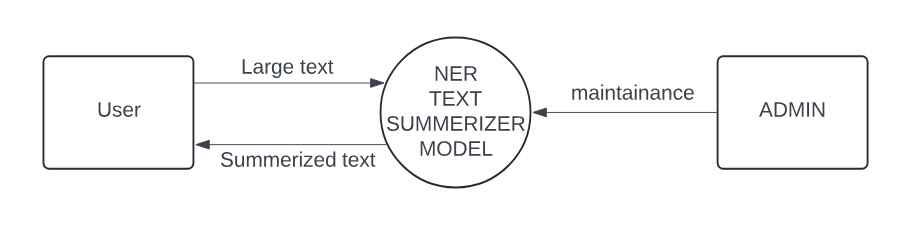 Large text
User
Summerized text
NER
TEXT
SUMMERIZER
MODEL
maintainance
ADMIN